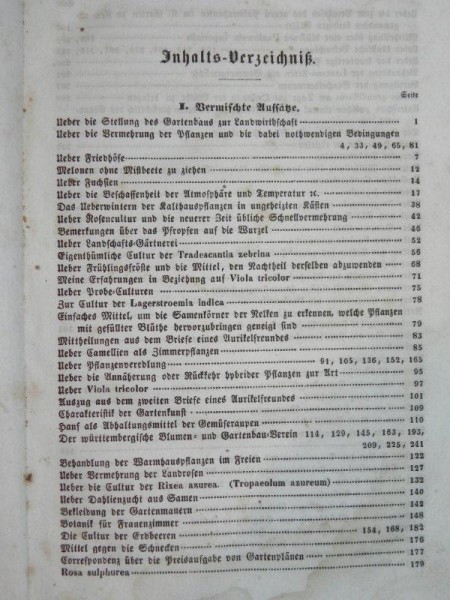 Inhalts-Verzeichniß.
Seite
I. Vermischte Aufsätze.
Ueber die Stellung des Gartenbaus zur Landwirthschaft 1
Ueber die Vermehrung der Pflanzen und die dabei nothwendigen Bedingungen
4, 33, 49, 65, 81
Ueber Friedhöfe 7
Melonen ohne Mistbeete zu ziehen 12
Ueber Fuchsien 14
Ueber die Beschaffenheit der Atmosphäre und Temperatur ꝛc. 17
Das Ueberwintern der Kalthauspflanzen in ungeheizten Kästen 38
Ueber Rosencultur und die neuerer Zeit übliche Schnellvermehrung 42
Bemerkungen über das Pfropfen auf die Wurzel 46
Ueber Landschafts-Gärtnerei 52
Eigenthümliche Cultur der Tradescantia zebrina 56
Ueber Frühlingsfröste und die Mittel, den Nachtheil derselben abzuwenden 68
Meine Erfahrungen in Beziehung auf Viola tricolor 71
Ueber Probe-Culturen 75
Zur Cultur der Lagerstroemia indica 78
Einfaches Mittel, um die Samenkörner der Nelken zu erkennen, welche Pflanzen
mit gefüllter Blüthe hervorzubringen geneigt sind 79
Mittheilungen aus dem Briefe eines Aurikelfreundes 83
Ueber Camellien als Zimmerpflanzen 85
Ueber Pflanzenveredlung 91, 105, 136, 152, 165
Ueber die Annäherung oder Rückkehr hybrider Pflanzen zur Art 95
Ueber Viola tricolor 97
Auszug aus dem zweiten Briefe eines Aurikelfreundes 101
Charakteristik der Gartenkunst 109
Hanf als Abhaltungsmittel der Gemüseraupen 110
Der württembergische Blumen- und Gartenbau-Verein 114, 129, 145, 163, 193,
209, 225, 241
Behandlung der Warmhauspflanzen im Freien 122
Ueber Vermehrung der Landrosen 127
Ueber die Cultur der Rixea azurea. (Tropaeolum azureum) 132
Ueber Dahlienzucht aus Samen 140
Bekleidung der Gartenmauern 142
Botanik für Frauenzimmer 148
Die Cultur der Erdbeeren 154, 168, 182
Mittel gegen die Schnecken 176
Correspondenz über die Preisaufgabe von Gartenplänen 177
Rosa sulphurea 179